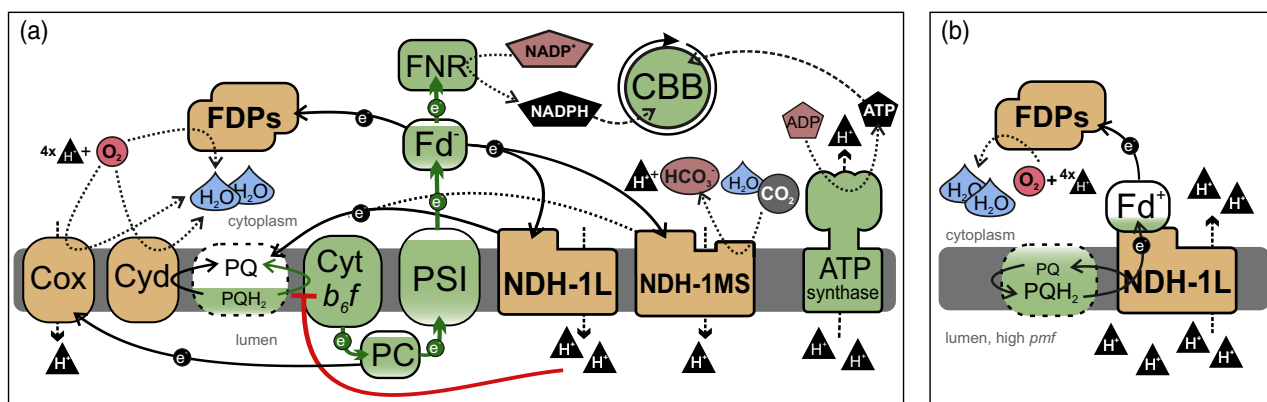 (a)
FNR
NADP⁺
NADPH
CBB
ATP
ADP
H⁺
FDPs
e⁻
e⁻
Fd⁻
e⁻
4x H⁺ + O₂
H₂O
H₂O
H⁺ + HCO₃⁻
H₂O
CO₂
cytoplasm
e⁻
e⁻
Cox
Cyd
PQ
PQH₂
Cyt
b₆f
PSI
NDH-1L
NDH-1MS
ATP
synthase
lumen
H⁺
e⁻
e⁻
PC
e⁻
H⁺
H⁺
H⁺
H⁺
H⁺
(b)
FDPs
e⁻
H₂O
H₂O
O₂ + 4x H⁺
Fd⁺
H⁺
H⁺
cytoplasm
e⁻
PQ
PQH₂
NDH-1L
lumen, high pmf
H⁺
H⁺
H⁺
H⁺
H⁺